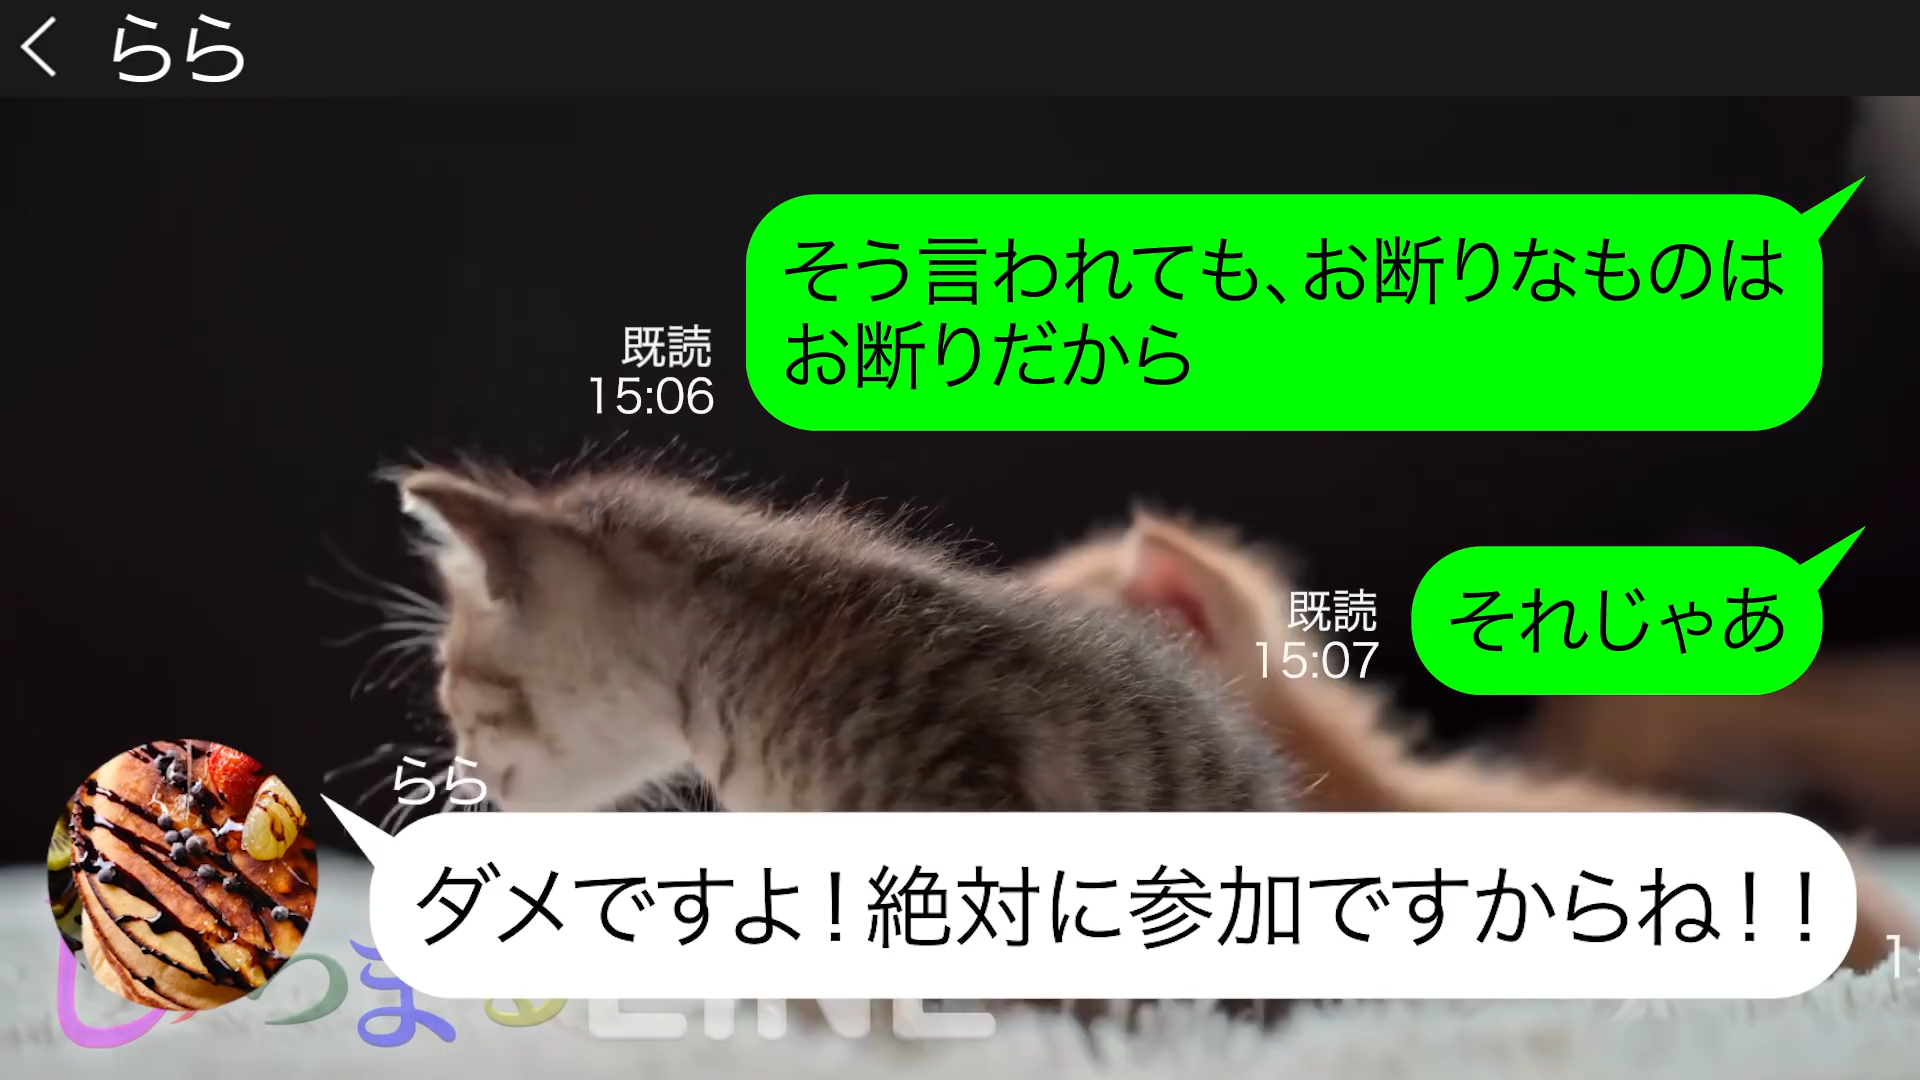 らら
そう言われても、お断りなものは
お断りだから
既読
15:06
それじゃあ
既読
15:07
らら
ダメですよ！絶対に参加ですからね！！
LINE